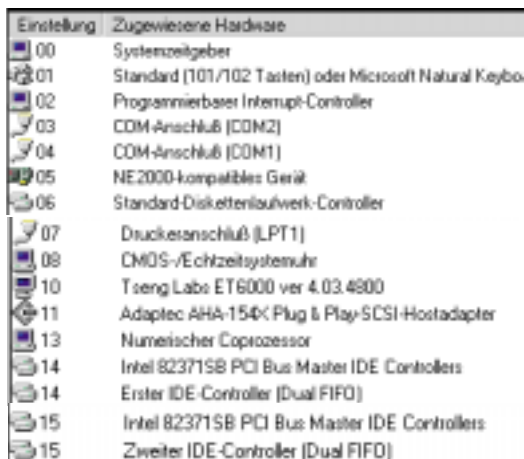 Einstellung Zugewiesene Hardware
00 Systemzeitgeber
01 Standard (101/102 Tasten) oder Microsoft Natural Keyboa
02 Programmierbarer Interrupt-Controller
03 COM-Anschluß (COM2)
04 COM-Anschluß (COM1)
05 NE2000-kompatibles Gerät
06 Standard-Diskettenlaufwerk-Controller
07 Druckeranschluß (LPT1)
08 CMOS-/Echtzeitsystemuhr
10 Tseng Labs ET6000 ver 4.03.4800
11 Adaptec AHA-154X Plug & Play-SCSI-Hostadapter
13 Numerischer Coprozessor
14 Intel 82371SB PCI Bus Master IDE Controllers
14 Erster IDE-Controller (Dual FIFO)
15 Intel 82371SB PCI Bus Master IDE Controllers
15 Zweiter IDE-Controller (Dual FIFO)